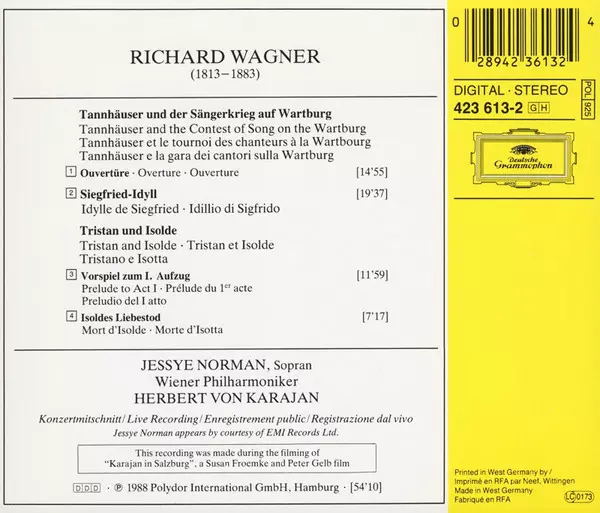 RICHARD WAGNER
(1813–1883)
Tannhäuser und der Sängerkrieg auf Wartburg
Tannhäuser and the Contest of Song on the Wartburg
Tannhäuser et le tournoi des chanteurs à la Wartbourg
Tannhäuser e la gara dei cantori sulla Wartburg
1 Ouvertüre · Overture · Ouverture [14'55]
2 Siegfried-Idyll [19'37]
Idylle de Siegfried · Idillio di Sigfrido
Tristan und Isolde
Tristan and Isolde · Tristan et Isolde
Tristano e Isotta
3 Vorspiel zum I. Aufzug [11'59]
Prelude to Act I · Prélude du 1er acte
Preludio del I atto
4 Isoldes Liebestod [7'17]
Mort d'Isolde · Morte d'Isotta
JESSYE NORMAN, Sopran
Wiener Philharmoniker
HERBERT VON KARAJAN
Konzertmitschnitt/Live Recording/Enregistrement public/Registrazione dal vivo
Jessye Norman appears by courtesy of EMI Records Ltd.
This recording was made during the filming of
"Karajan in Salzburg", a Susan Froemke and Peter Gelb film
DDD · ℗ 1988 Polydor International GmbH, Hamburg · [54'10]
0 28942 36132 4
DIGITAL · STEREO
423 613-2 GH
POL 925
Deutsche
Grammophon
Printed in West Germany by/
Imprimé en RFA par Neef, Wittingen
Made in West Germany
Fabriqué en RFA
LC 0173